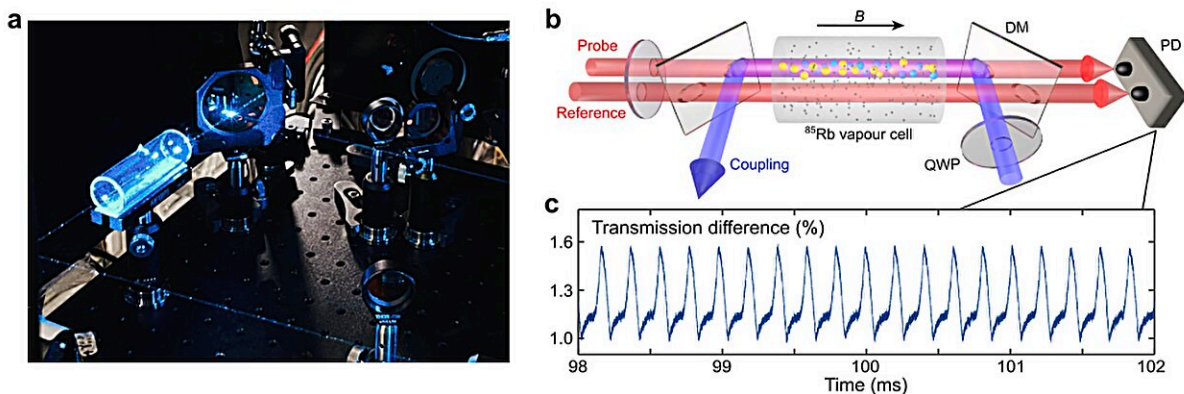 a
b
B
DM
PD
Probe
Reference
⁸⁵Rb vapour cell
Coupling
QWP
c
Transmission difference (%)
1.6
1.3
1.0
98 99 100 101 102
Time (ms)